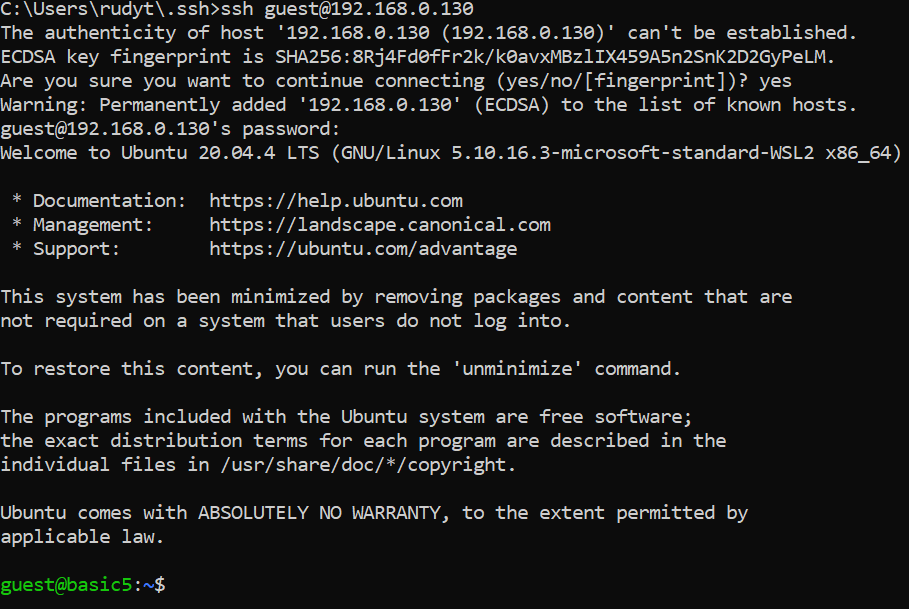 C:\Users\rudyt\.ssh>ssh guest@192.168.0.130
The authenticity of host '192.168.0.130 (192.168.0.130)' can't be established.
ECDSA key fingerprint is SHA256:8Rj4Fd0fFr2k/k0avxMBzlIX459A5n2SnK2D2GyPeLM.
Are you sure you want to continue connecting (yes/no/[fingerprint])? yes
Warning: Permanently added '192.168.0.130' (ECDSA) to the list of known hosts.
guest@192.168.0.130's password:
Welcome to Ubuntu 20.04.4 LTS (GNU/Linux 5.10.16.3-microsoft-standard-WSL2 x86_64)

 * Documentation:  https://help.ubuntu.com
 * Management:     https://landscape.canonical.com
 * Support:        https://ubuntu.com/advantage

This system has been minimized by removing packages and content that are
not required on a system that users do not log into.

To restore this content, you can run the 'unminimize' command.

The programs included with the Ubuntu system are free software;
the exact distribution terms for each program are described in the
individual files in /usr/share/doc/*/copyright.

Ubuntu comes with ABSOLUTELY NO WARRANTY, to the extent permitted by
applicable law.

guest@basic5:~$